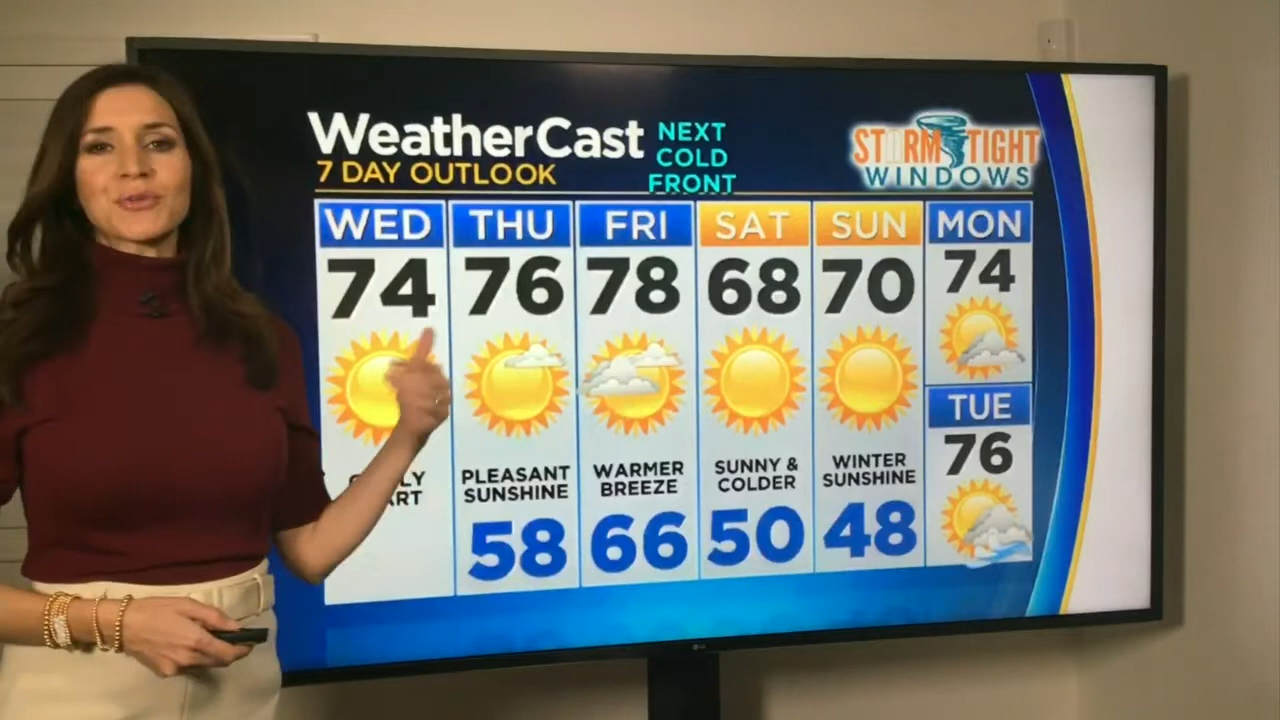 WeatherCast
7 DAY OUTLOOK
NEXT
COLD
FRONT
STORM TIGHT
WINDOWS
WED
74
THU
76
PLEASANT
SUNSHINE
58
FRI
78
WARMER
BREEZE
66
SAT
68
SUNNY &
COLDER
50
SUN
70
WINTER
SUNSHINE
48
MON
74
TUE
76
LG